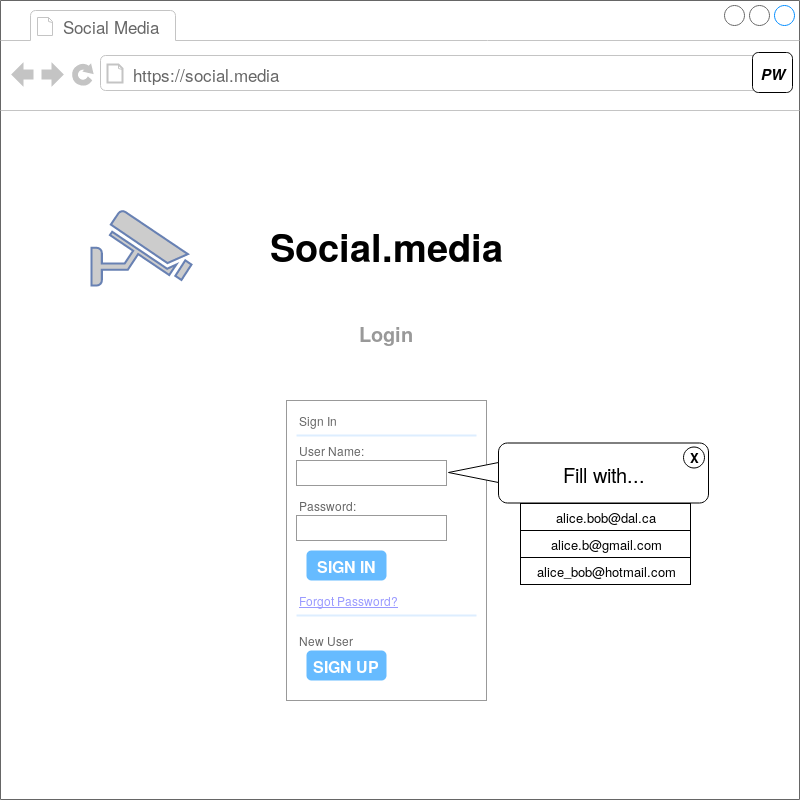 Social Media
https://social.media
PW
Social.media
Login
Sign In
User Name:
X
Fill with...
alice.bob@dal.ca
alice.b@gmail.com
alice_bob@hotmail.com
Password:
SIGN IN
Forgot Password?
New User
SIGN UP